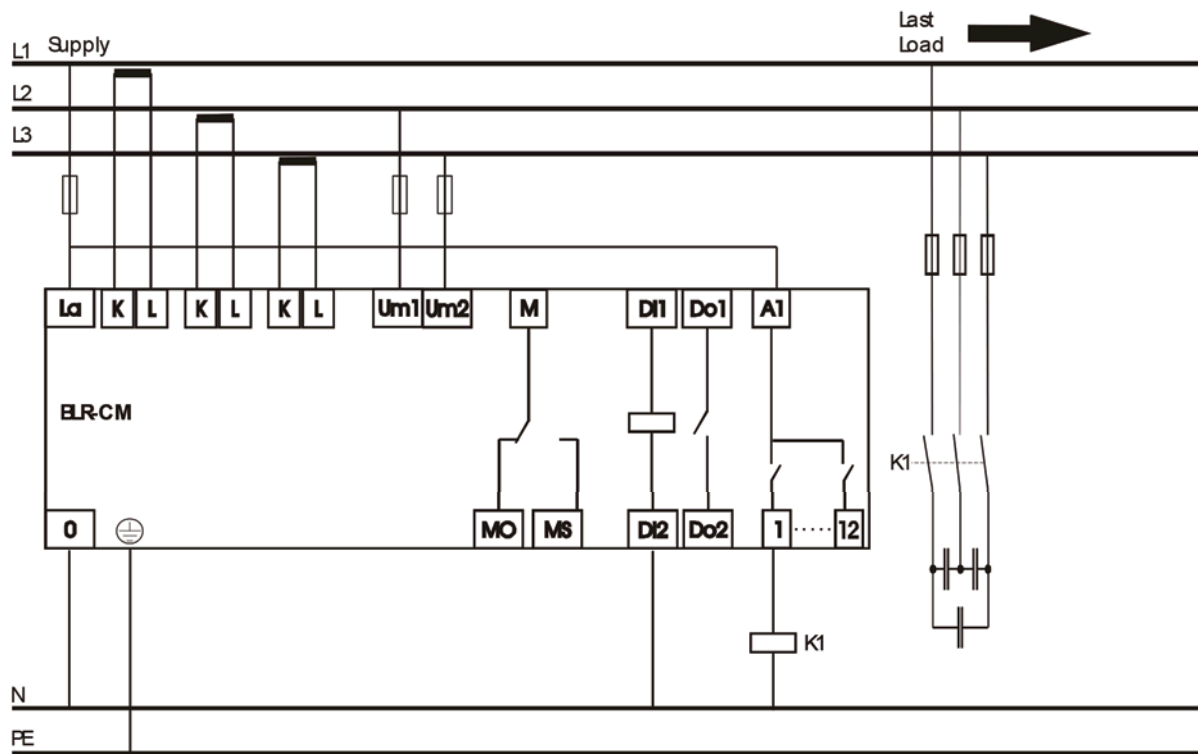 L1 Supply
Last
Load
L2
L3
La K L K L K L Um1 Um2 M DI1 Do1 A1
BLR-CM
K1
0 MO MS DI2 Do2 1 ..... 12
K1
N
PE